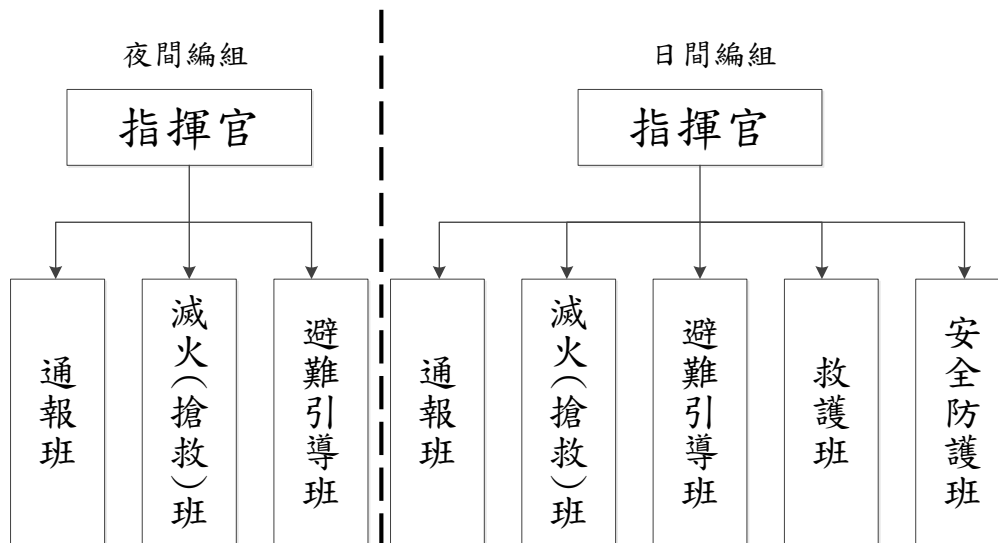 夜間編組
指揮官
通報班
滅火(搶救)班
避難引導班
日間編組
指揮官
通報班
滅火(搶救)班
避難引導班
救護班
安全防護班